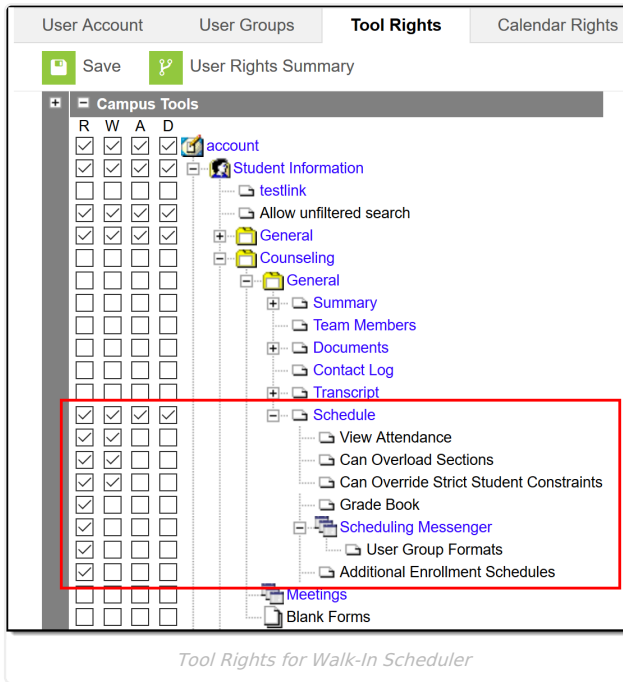 User Account User Groups Tool Rights Calendar Rights
Save User Rights Summary
Campus Tools
R W A D
account
Student Information
testlink
Allow unfiltered search
General
Counseling
General
Summary
Team Members
Documents
Contact Log
Transcript
Schedule
View Attendance
Can Overload Sections
Can Override Strict Student Constraints
Grade Book
Scheduling Messenger
User Group Formats
Additional Enrollment Schedules
Meetings
Blank Forms
Tool Rights for Walk-In Scheduler